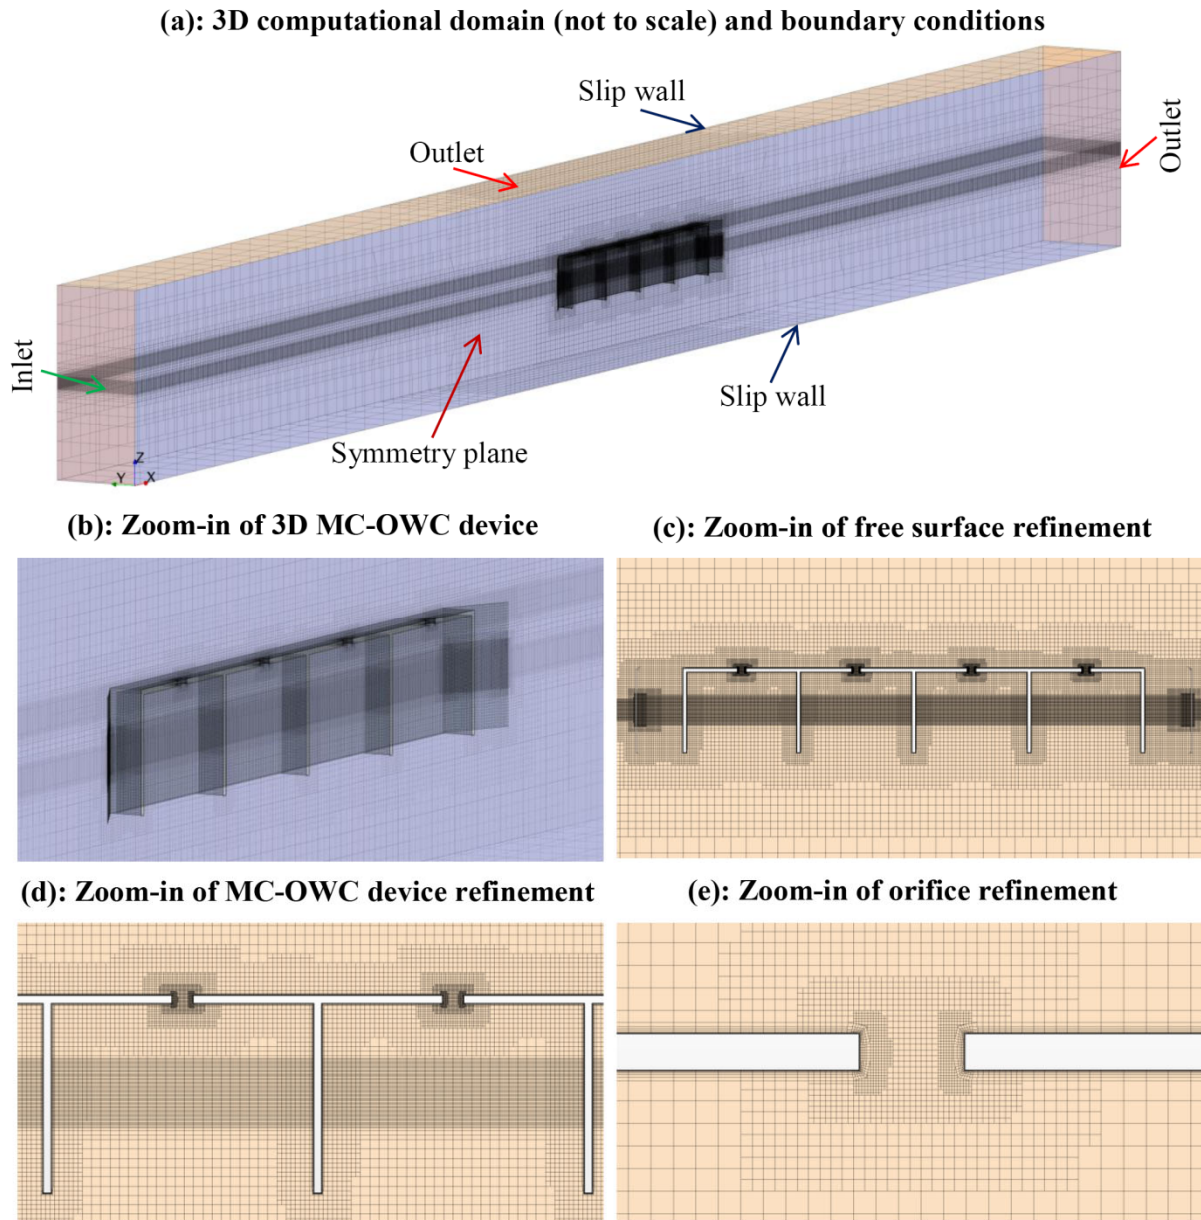 (a): 3D computational domain (not to scale) and boundary conditions
Slip wall
Outlet
Outlet
Inlet
Symmetry plane
Slip wall
Z
Y
X
(b): Zoom-in of 3D MC-OWC device
(c): Zoom-in of free surface refinement
(d): Zoom-in of MC-OWC device refinement
(e): Zoom-in of orifice refinement